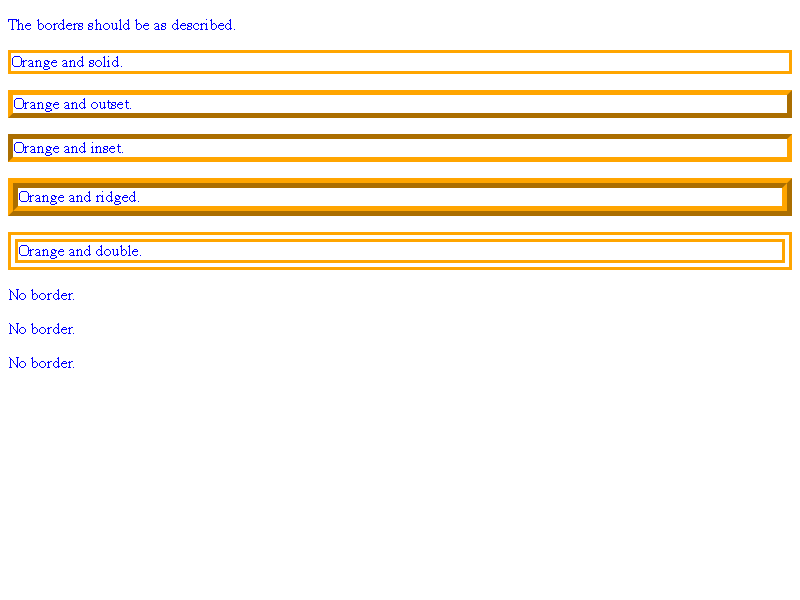 The borders should be as described.
Orange and solid.
Orange and outset.
Orange and inset.
Orange and ridged.
Orange and double.
No border.
No border.
No border.